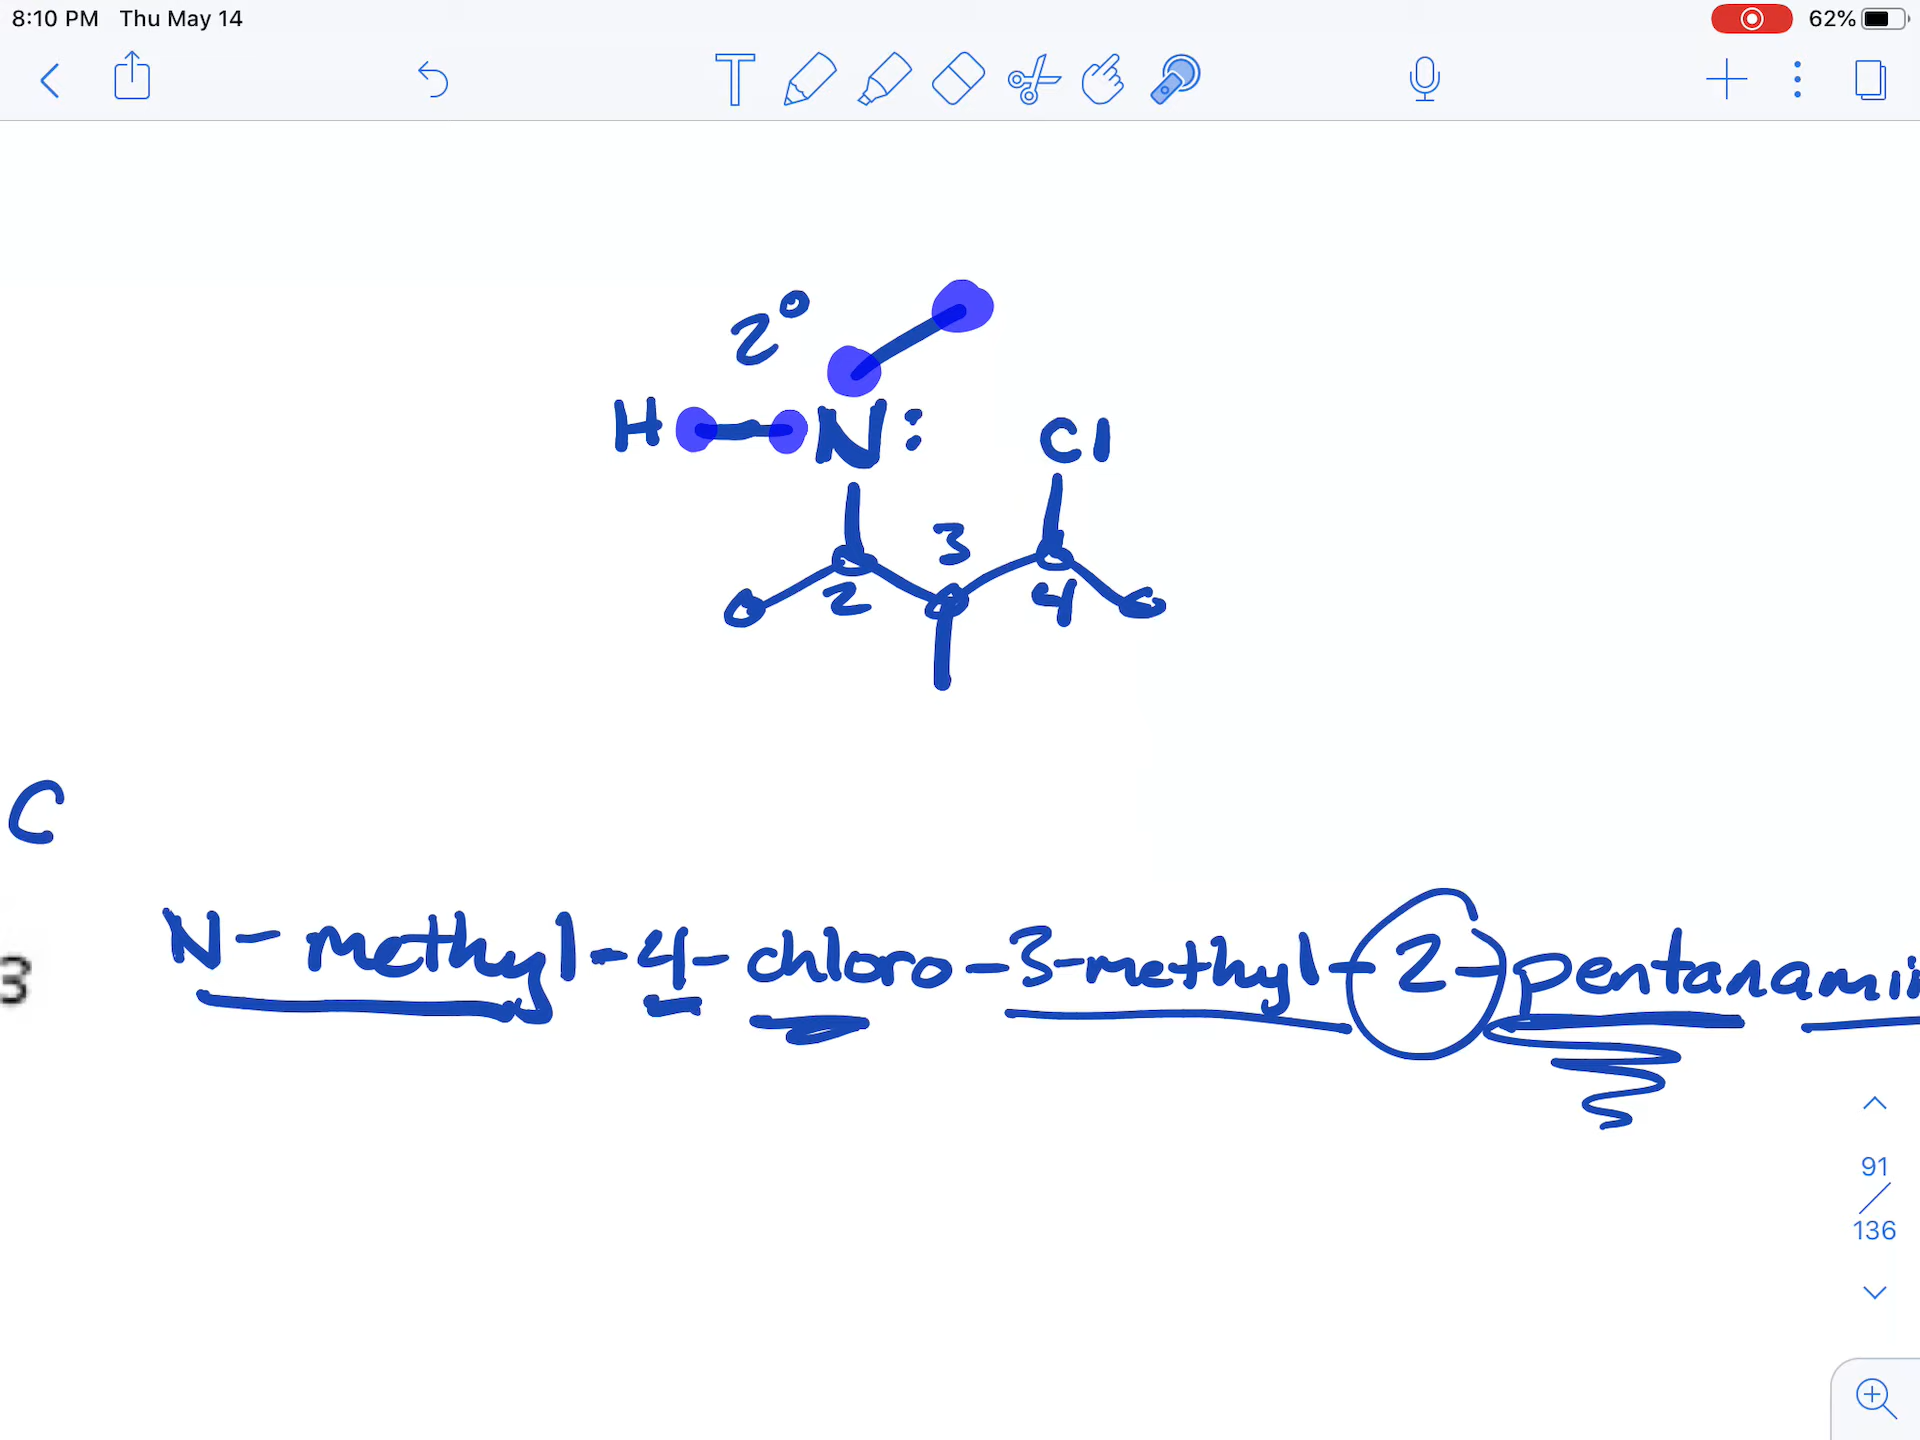 8:10 PM Thu May 14 62%
T
2°
H N: Cl
3
2 4
C
N-methyl-4-chloro-3-methyl-2-pentanami
3
91
/
136